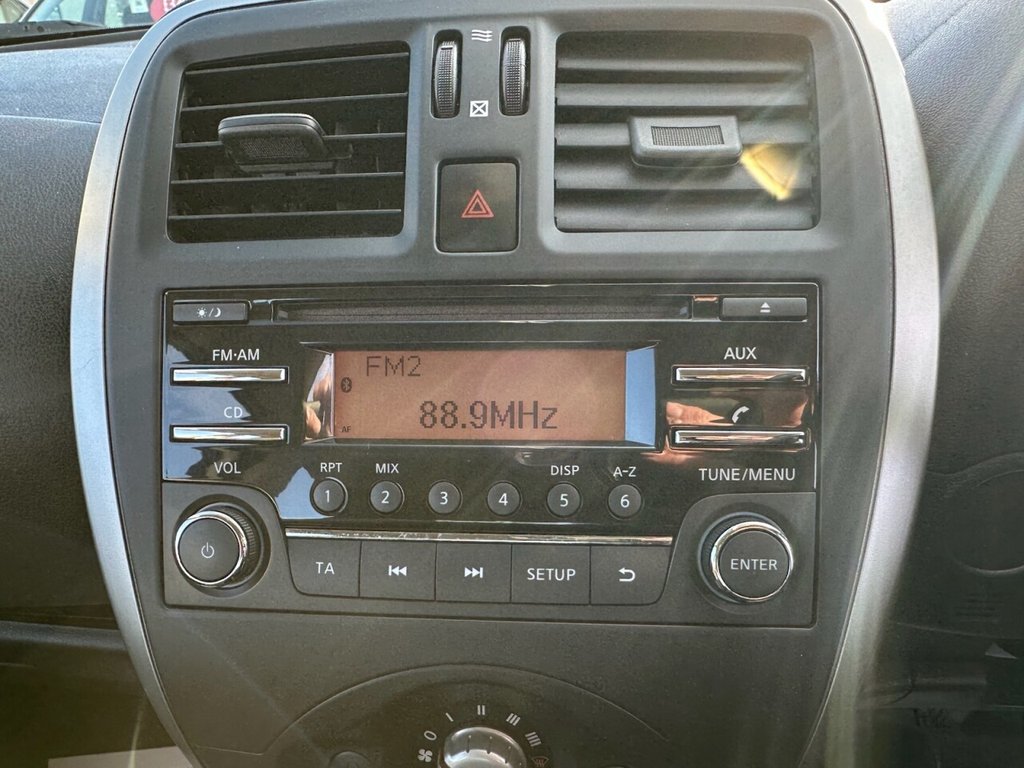 FM·AM
AUX
FM2
CD
AF
88.9MHz
VOL
RPT
MIX
DISP
A-Z
TUNE/MENU
1
2
3
4
5
6
TA
SETUP
ENTER